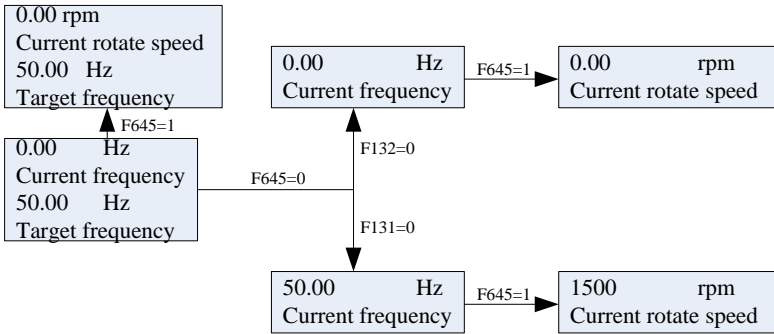 0.00 rpm
Current rotate speed
50.00 Hz
Target frequency
F645=1
0.00 Hz
Current frequency
50.00 Hz
Target frequency
F645=0
F132=0
F131=0
0.00 Hz
Current frequency
F645=1
0.00 rpm
Current rotate speed
50.00 Hz
Current frequency
F645=1
1500 rpm
Current rotate speed